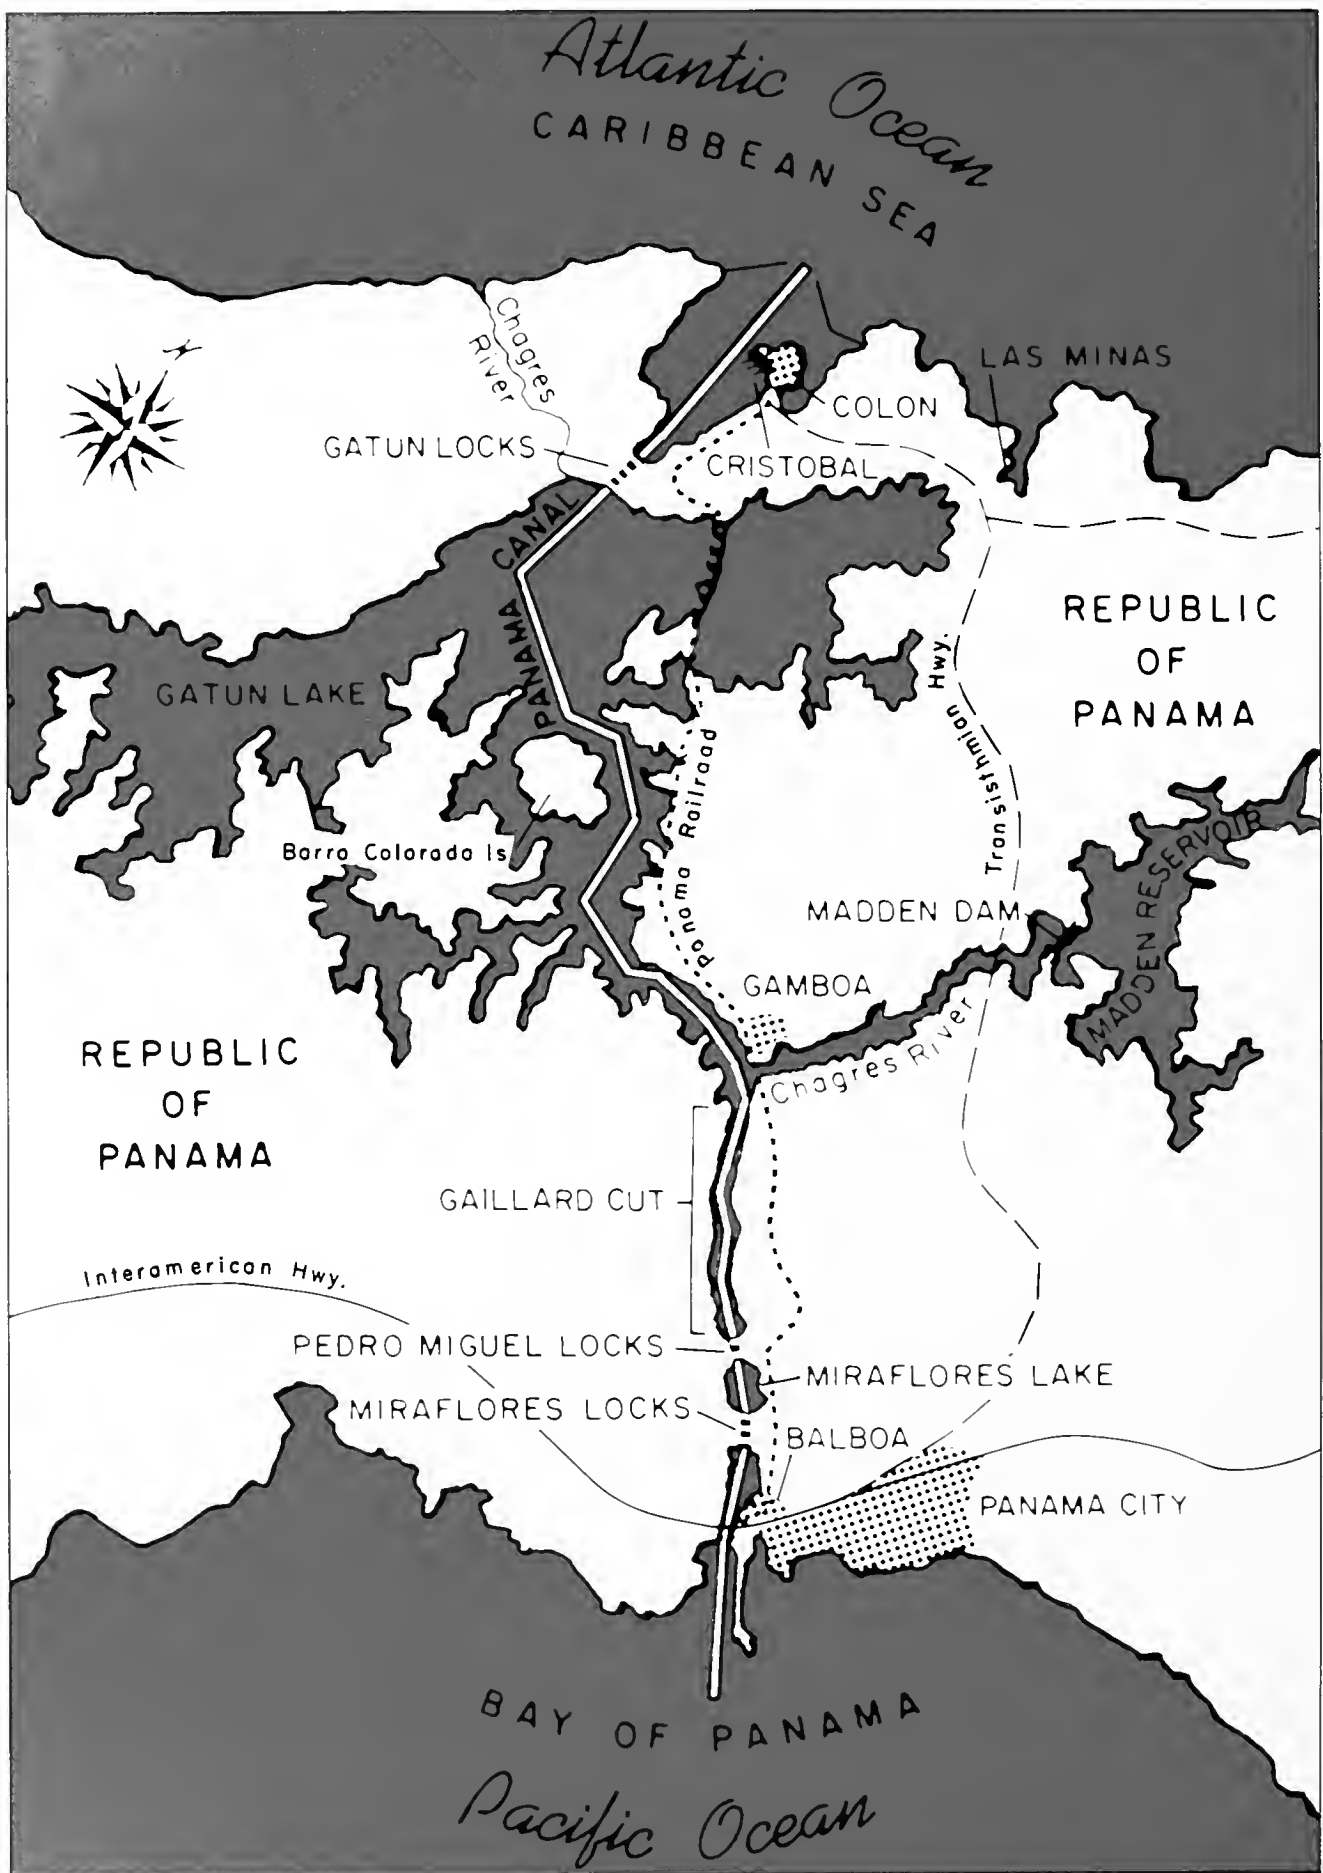 Atlantic Ocean
CARIBBEAN SEA
Chagres
River
LAS MINAS
COLON
GATUN LOCKS
CRISTOBAL
PANAMA CANAL
REPUBLIC
OF
PANAMA
GATUN LAKE
Transisthmian Hwy.
Panama Railroad
Barro Colorado Is.
MADDEN RESERVOIR
MADDEN DAM
GAMBOA
Chagres River
REPUBLIC
OF
PANAMA
GAILLARD CUT
Interamerican Hwy.
PEDRO MIGUEL LOCKS
MIRAFLORES LAKE
MIRAFLORES LOCKS
BALBOA
PANAMA CITY
BAY OF PANAMA
Pacific Ocean